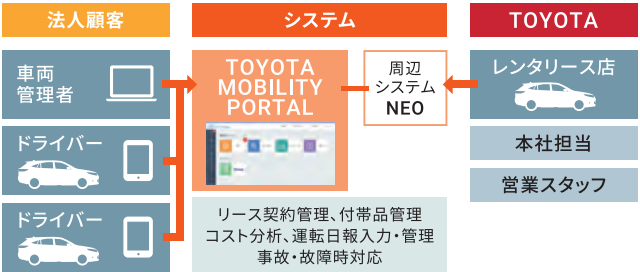 法人顧客
車両
管理者
ドライバー
ドライバー
システム
TOYOTA
MOBILITY
PORTAL
周辺
システム
NEO
リース契約管理、付帯品管理
コスト分析、運転日報入力・管理
事故・故障時対応
TOYOTA
レンタリース店
本社担当
営業スタッフ